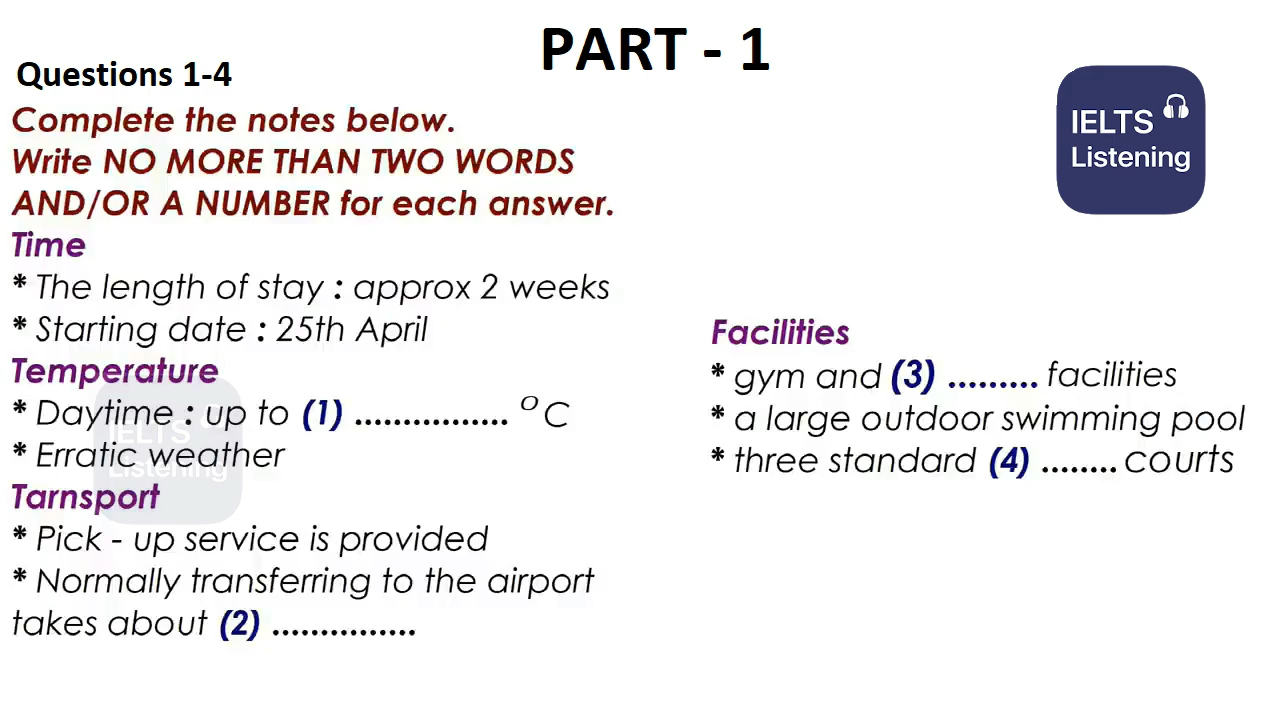 PART - 1
Questions 1-4
Complete the notes below.
Write NO MORE THAN TWO WORDS
AND/OR A NUMBER for each answer.
Time
* The length of stay : approx 2 weeks
* Starting date : 25th April
Temperature
* Daytime : up to (1) ................ ºC
* Erratic weather
Tarnsport
* Pick - up service is provided
* Normally transferring to the airport
takes about (2) ...............
IELTS
Listening
Facilities
* gym and (3) ......... facilities
* a large outdoor swimming pool
* three standard (4) ........ courts
IELTS
Listening